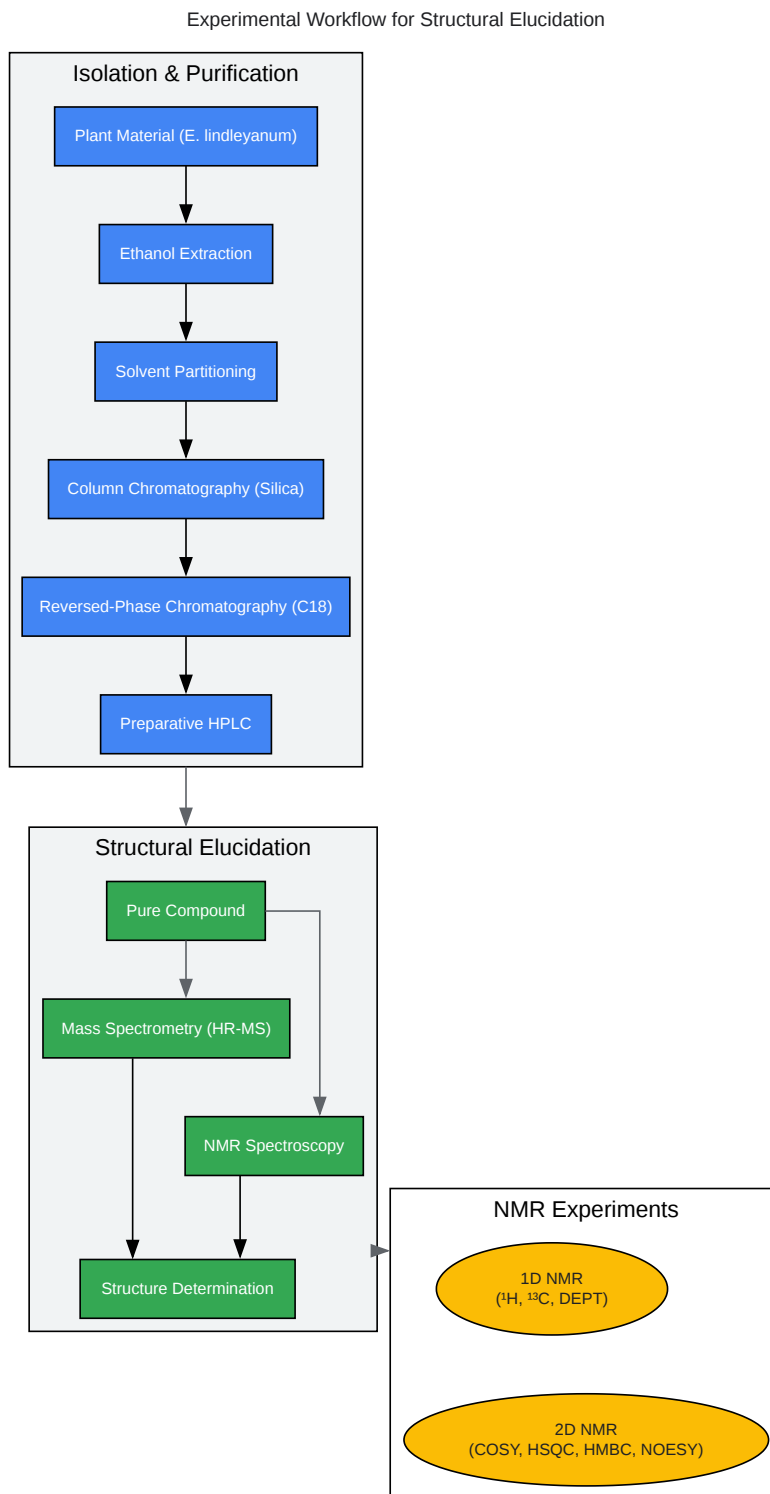 Experimental Workflow for Structural Elucidation
Isolation & Purification
Plant Material (E. lindleyanum)
Ethanol Extraction
Solvent Partitioning
Column Chromatography (Silica)
Reversed-Phase Chromatography (C18)
Preparative HPLC
Structural Elucidation
Pure Compound
Mass Spectrometry (HR-MS)
NMR Spectroscopy
Structure Determination
NMR Experiments
1D NMR
(¹H, ¹³C, DEPT)
2D NMR
(COSY, HSQC, HMBC, NOESY)